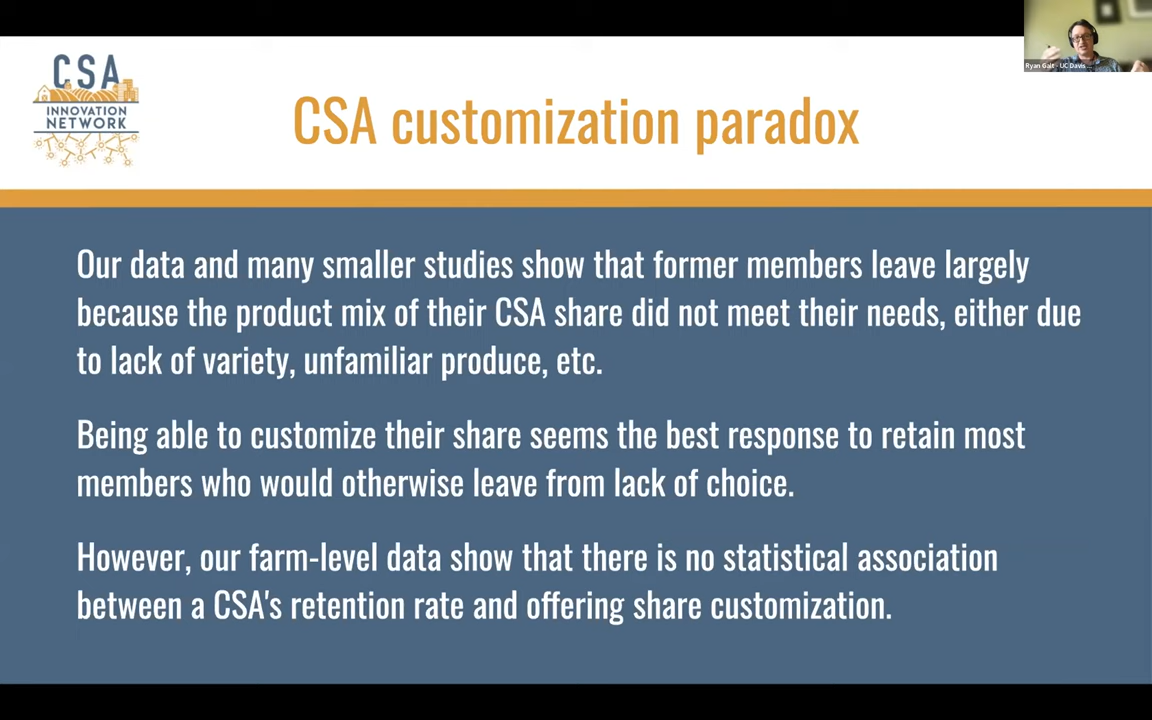 Ryan Galt - UC Davis...
CSA
INNOVATION
NETWORK
CSA customization paradox
Our data and many smaller studies show that former members leave largely
because the product mix of their CSA share did not meet their needs, either due
to lack of variety, unfamiliar produce, etc.
Being able to customize their share seems the best response to retain most
members who would otherwise leave from lack of choice.
However, our farm-level data show that there is no statistical association
between a CSA's retention rate and offering share customization.